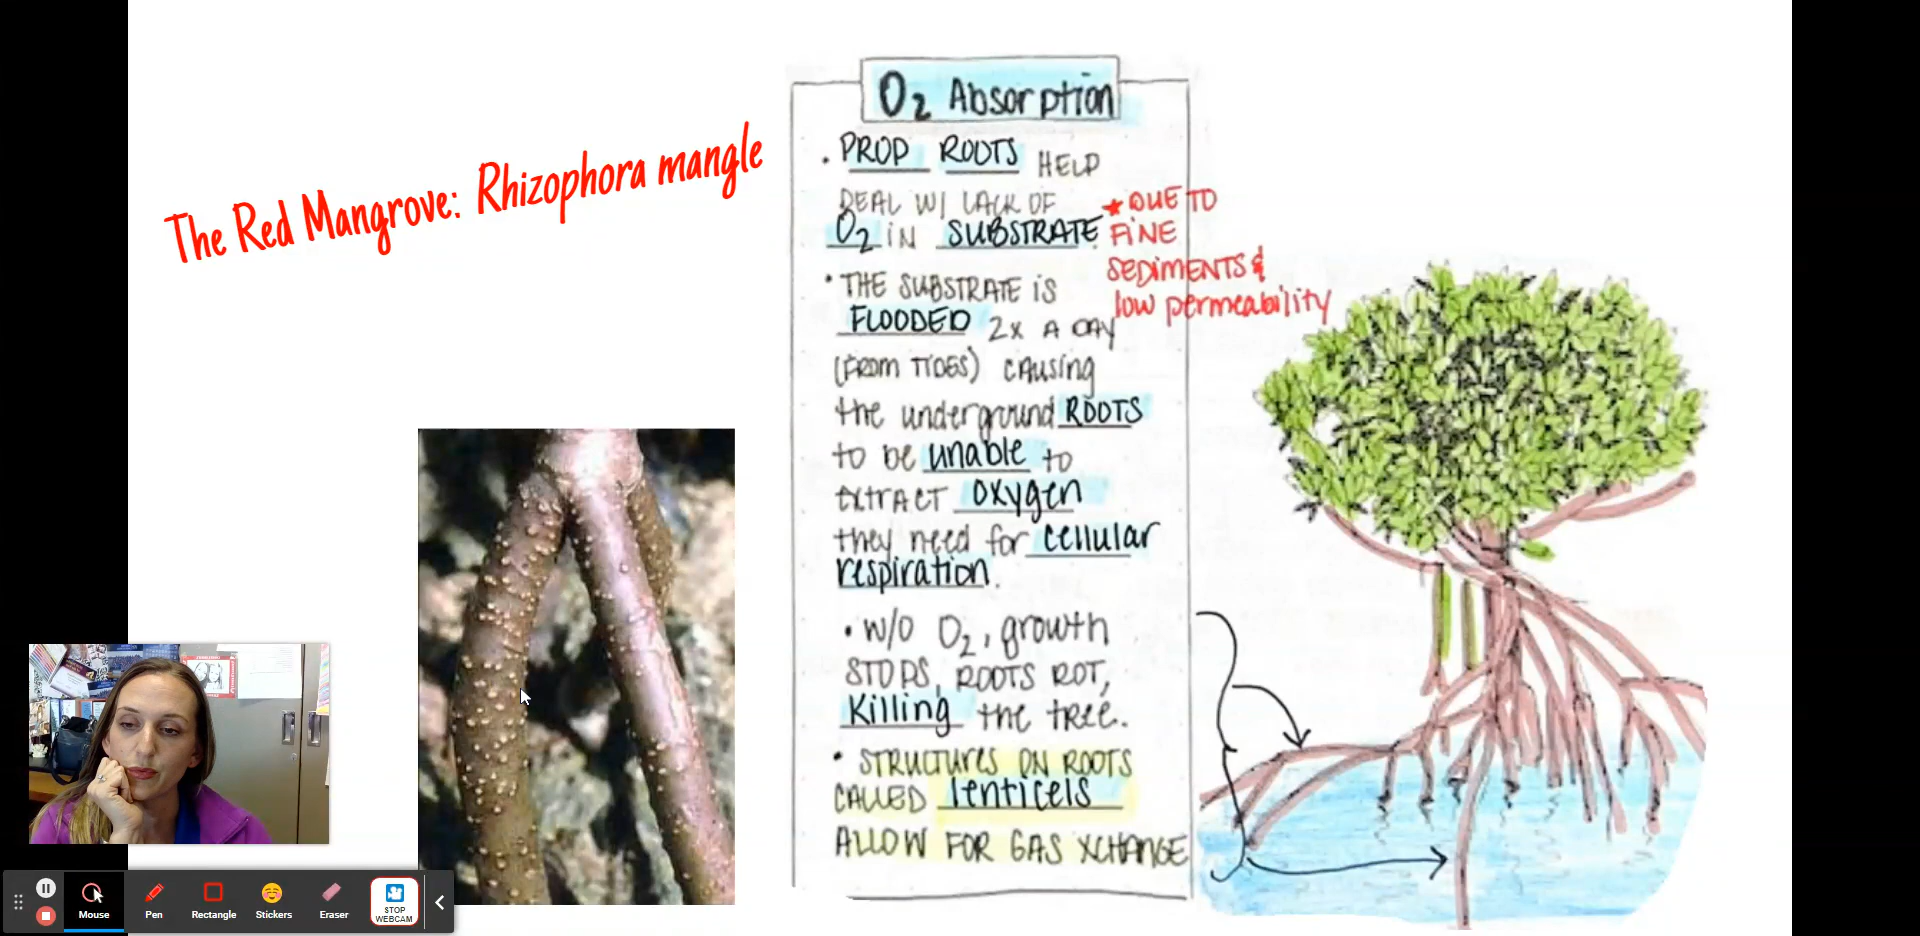 The Red Mangrove: Rhizophora mangle
O2 Absorption
• PROP ROOTS HELP
DEAL W/ LACK OF
O2 IN SUBSTRATE.
* DUE TO
FINE
SEDIMENTS &
low permeability
• THE SUBSTRATE IS
FLOODED 2X A DAY
(FROM TIDES) CAUSING
the underground ROOTS
to be unable to
EXTRACT oxygen
they need for cellular
respiration.
• W/O O2, growth
STOPS, ROOTS ROT,
Killing the tree.
• STRUCTURES ON ROOTS
CALLED lenticels
ALLOW FOR GAS XCHANGE
Mouse
Pen
Rectangle
Stickers
Eraser
STOP
WEBCAM